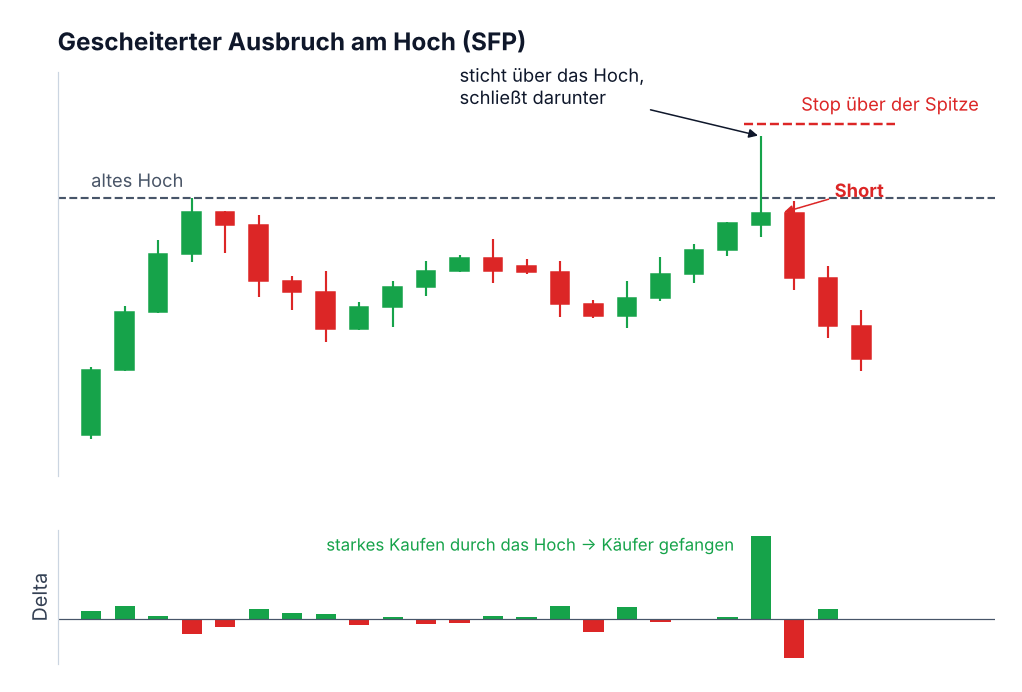 Gescheiterter Ausbruch am Hoch (SFP)
sticht über das Hoch,
schließt darunter
Stop über der Spitze
altes Hoch
Short
starkes Kaufen durch das Hoch → Käufer gefangen
Delta